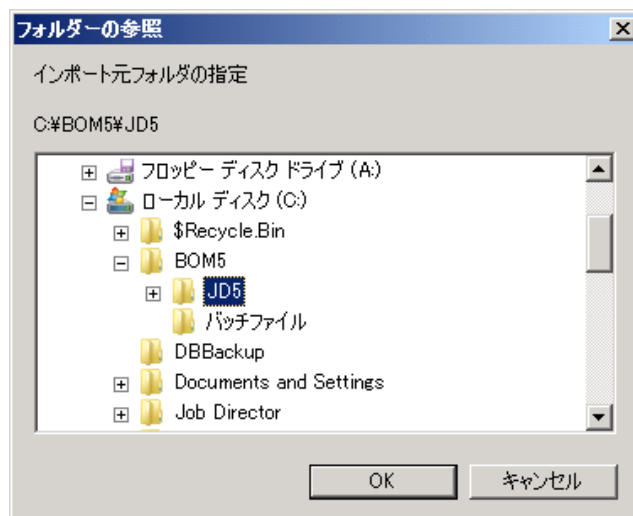 フォルダーの参照
インポート元フォルダの指定
C:¥BOM5¥JD5
フロッピー ディスク ドライブ (A:)
ローカル ディスク (C:)
$Recycle.Bin
BOM5
JD5
バッチファイル
DBBackup
Documents and Settings
Job Director
OK
キャンセル